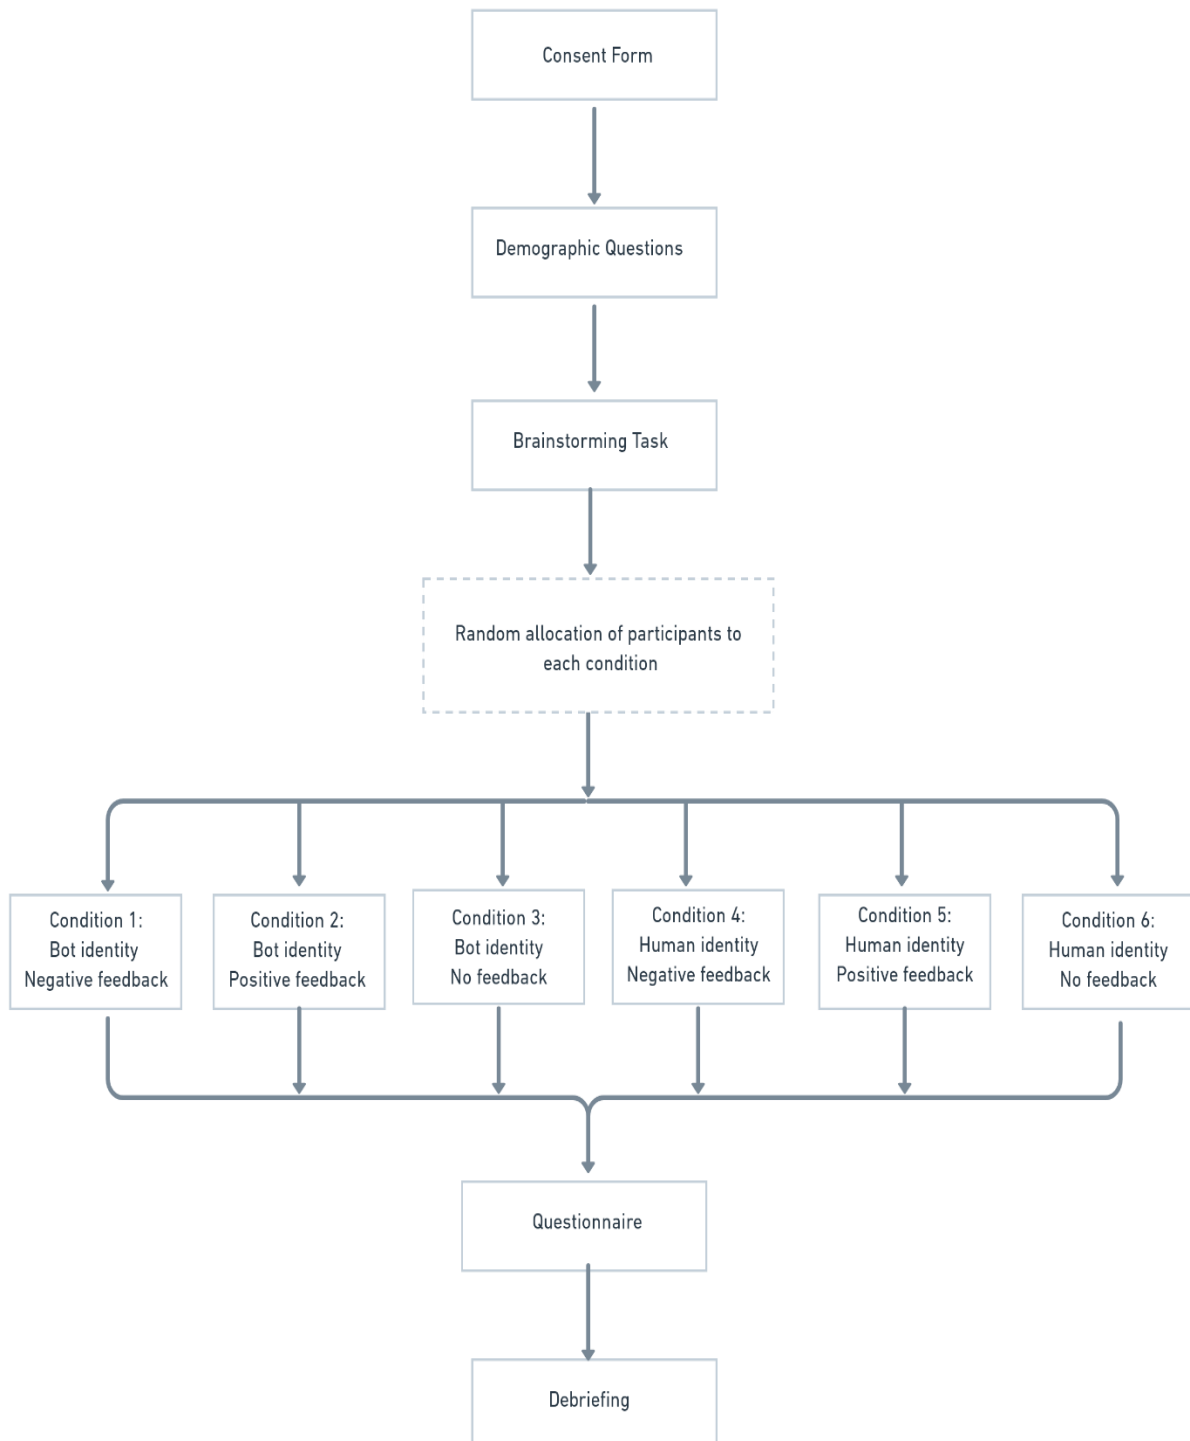 Consent Form
Demographic Questions
Brainstorming Task
Random allocation of participants to
each condition
Condition 1:
Bot identity
Negative feedback
Condition 2:
Bot identity
Positive feedback
Condition 3:
Bot identity
No feedback
Condition 4:
Human identity
Negative feedback
Condition 5:
Human identity
Positive feedback
Condition 6:
Human identity
No feedback
Questionnaire
Debriefing